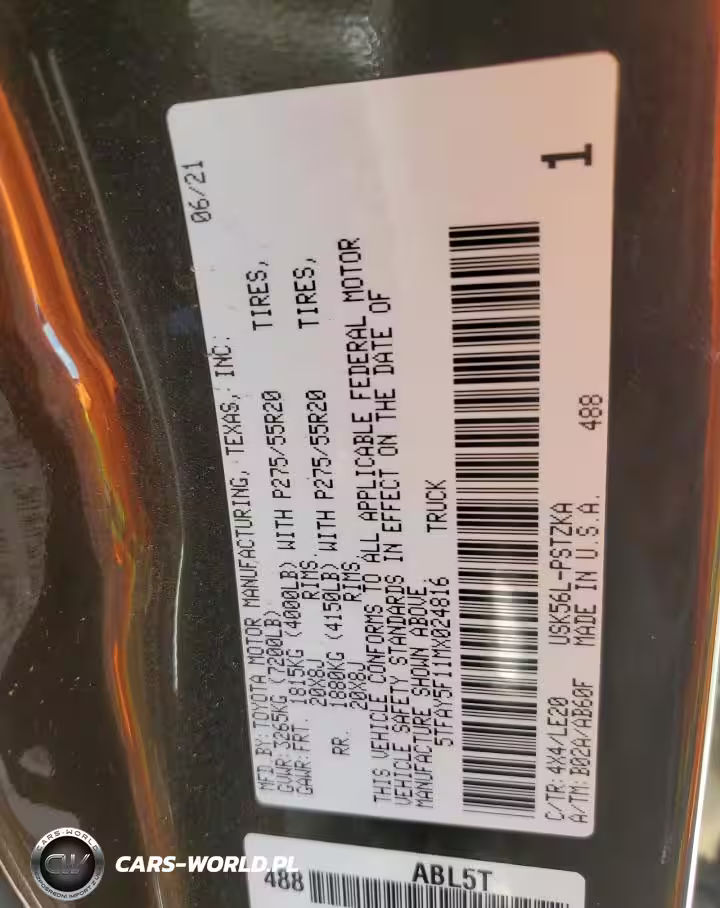 06/21
MFD.BY:TOYOTA MOTOR MANUFACTURING, TEXAS, INC.
GVWR:3265KG (7200LB)
GAWR:FRT. 1815KG (4000LB) WITH P275/55R20 TIRES,
20X8J RIMS,
RR. 1880KG (4150LB) WITH P275/55R20 TIRES,
20X8J RIMS,
THIS VEHICLE CONFORMS TO ALL APPLICABLE FEDERAL MOTOR
VEHICLE SAFETY STANDARDS IN EFFECT ON THE DATE OF
MANUFACTURE SHOWN ABOVE.
5TFAY5F11MX024816 TRUCK
1
C/TR:4X4/LE20 USK56L-PSTZKA 488
A/TM:B02A/AB60F MADE IN U.S.A.
488 ABL5T
CARS-WORLD
CW
CARS-WORLD.PL